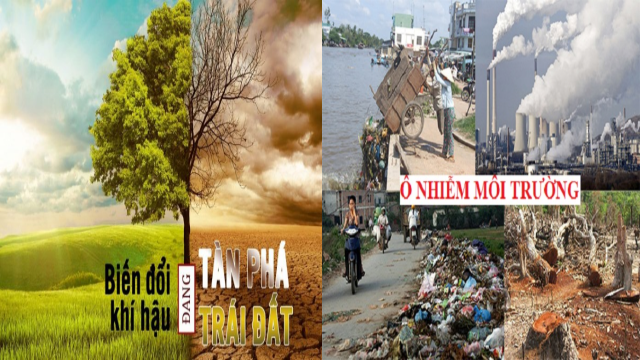 Biến đổi
khí hậu
ĐANG
TÀN PHÁ
TRÁI ĐẤT
Ô NHIỄM MÔI TRƯỜNG